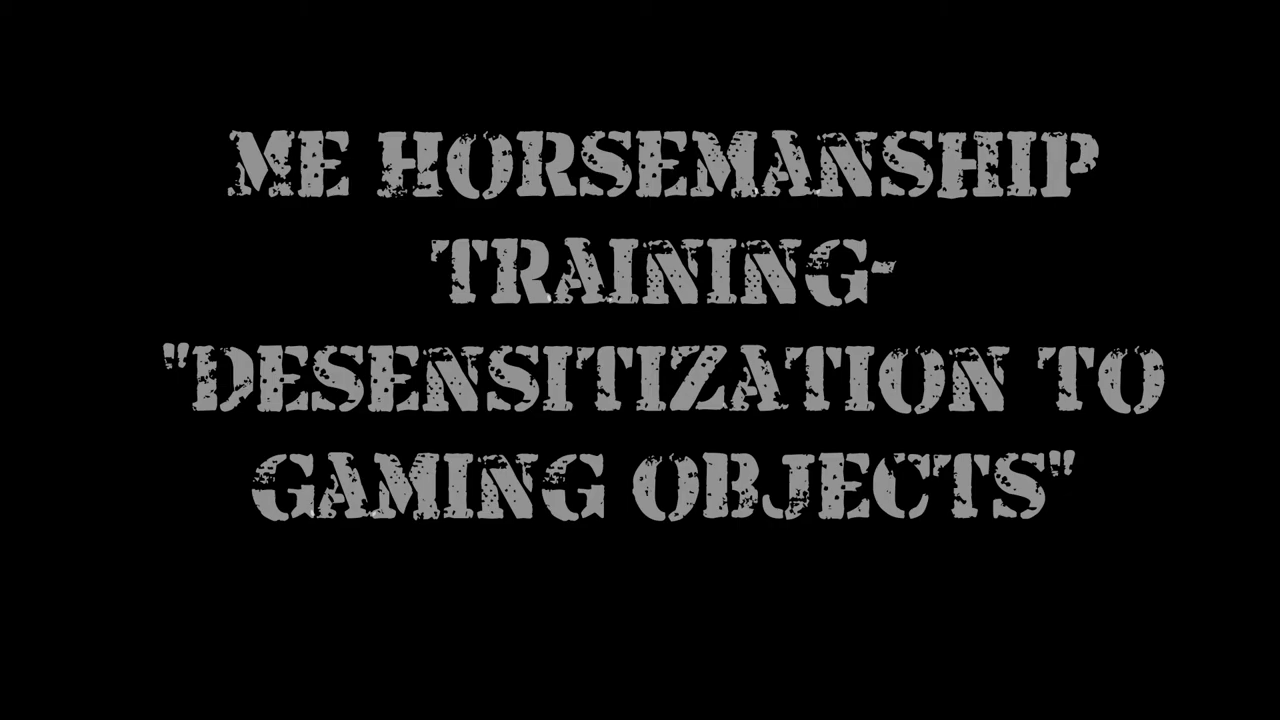 ME HORSEMANSHIP
TRAINING-
"DESENSITIZATION TO
GAMING OBJECTS"